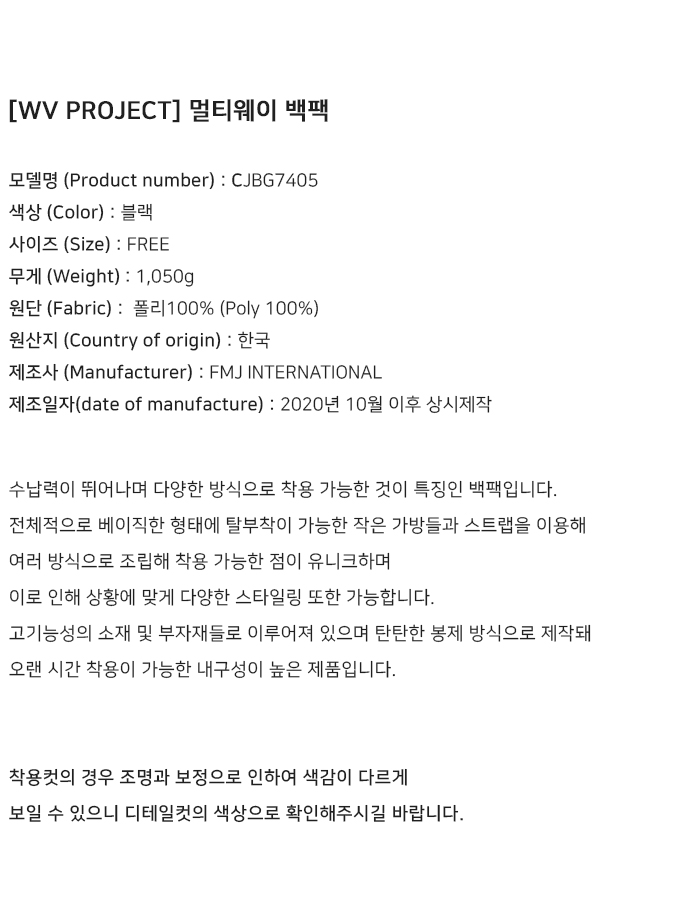 [WV PROJECT] 멀티웨이 백팩
모델명 (Product number) : CJBG7405
색상 (Color) : 블랙
사이즈 (Size) : FREE
무게 (Weight) : 1,050g
원단 (Fabric) :  폴리100% (Poly 100%)
원산지 (Country of origin) : 한국
제조사 (Manufacturer) : FMJ INTERNATIONAL
제조일자(date of manufacture) : 2020년 10월 이후 상시제작
수납력이 뛰어나며 다양한 방식으로 착용 가능한 것이 특징인 백팩입니다.
전체적으로 베이직한 형태에 탈부착이 가능한 작은 가방들과 스트랩을 이용해
여러 방식으로 조립해 착용 가능한 점이 유니크하며
이로 인해 상황에 맞게 다양한 스타일링 또한 가능합니다.
고기능성의 소재 및 부자재들로 이루어져 있으며 탄탄한 봉제 방식으로 제작돼
오랜 시간 착용이 가능한 내구성이 높은 제품입니다.
착용컷의 경우 조명과 보정으로 인하여 색감이 다르게
보일 수 있으니 디테일컷의 색상으로 확인해주시길 바랍니다.